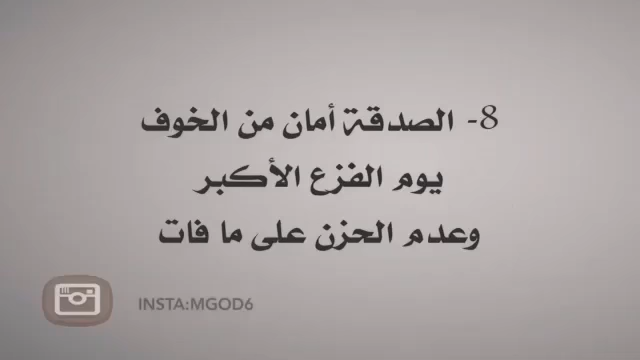 8- الصدقة أمان من الخوف
يوم الفزع الأكبر
وعدم الحزن على ما فات
INSTA:MGOD6